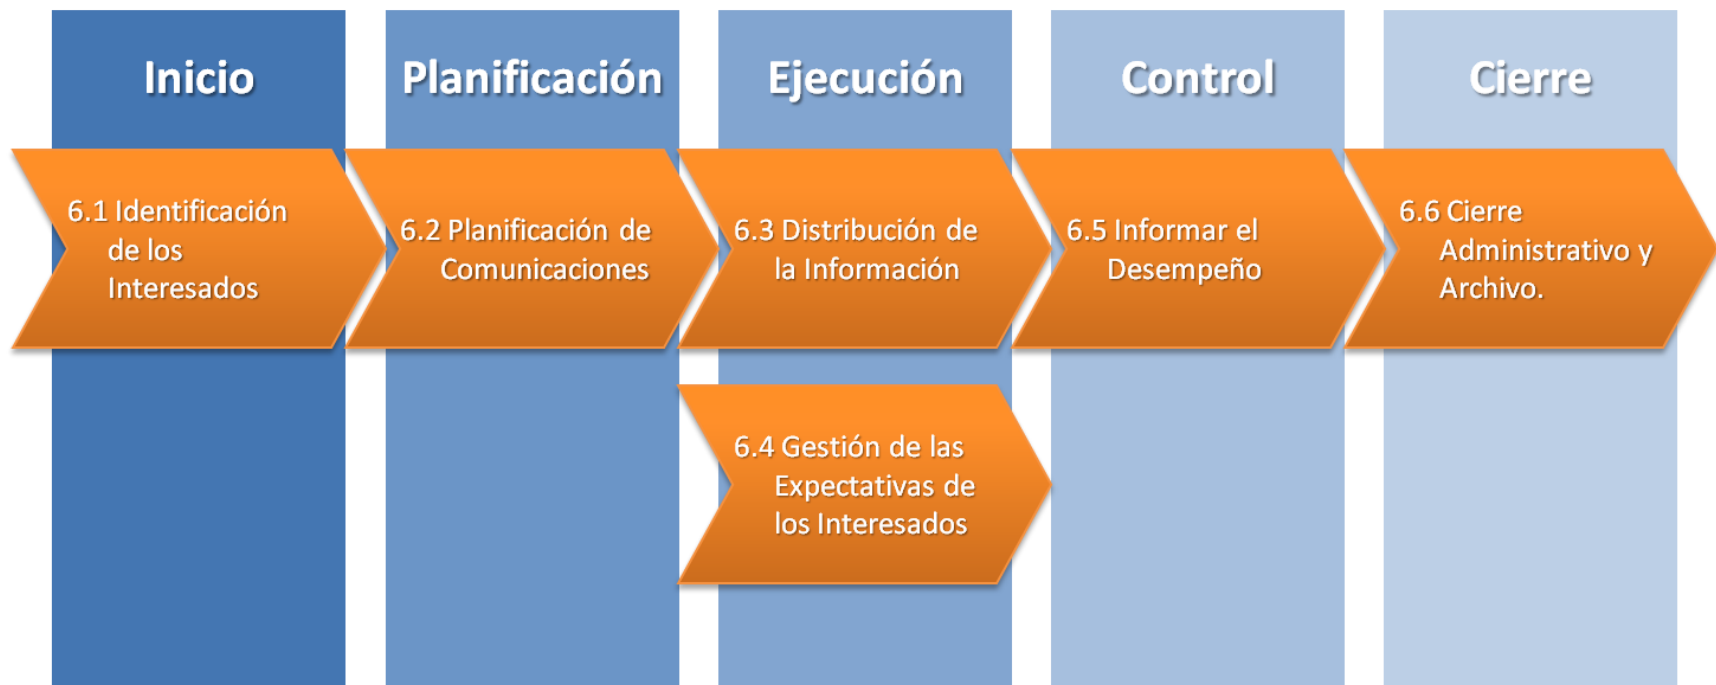 Inicio
Planificación
Ejecución
Control
Cierre
6.1 Identificación
de los
Interesados
6.2 Planificación de
Comunicaciones
6.3 Distribución de
la Información
6.5 Informar el
Desempeño
6.6 Cierre
Administrativo y
Archivo.
6.4 Gestión de las
Expectativas de
los Interesados